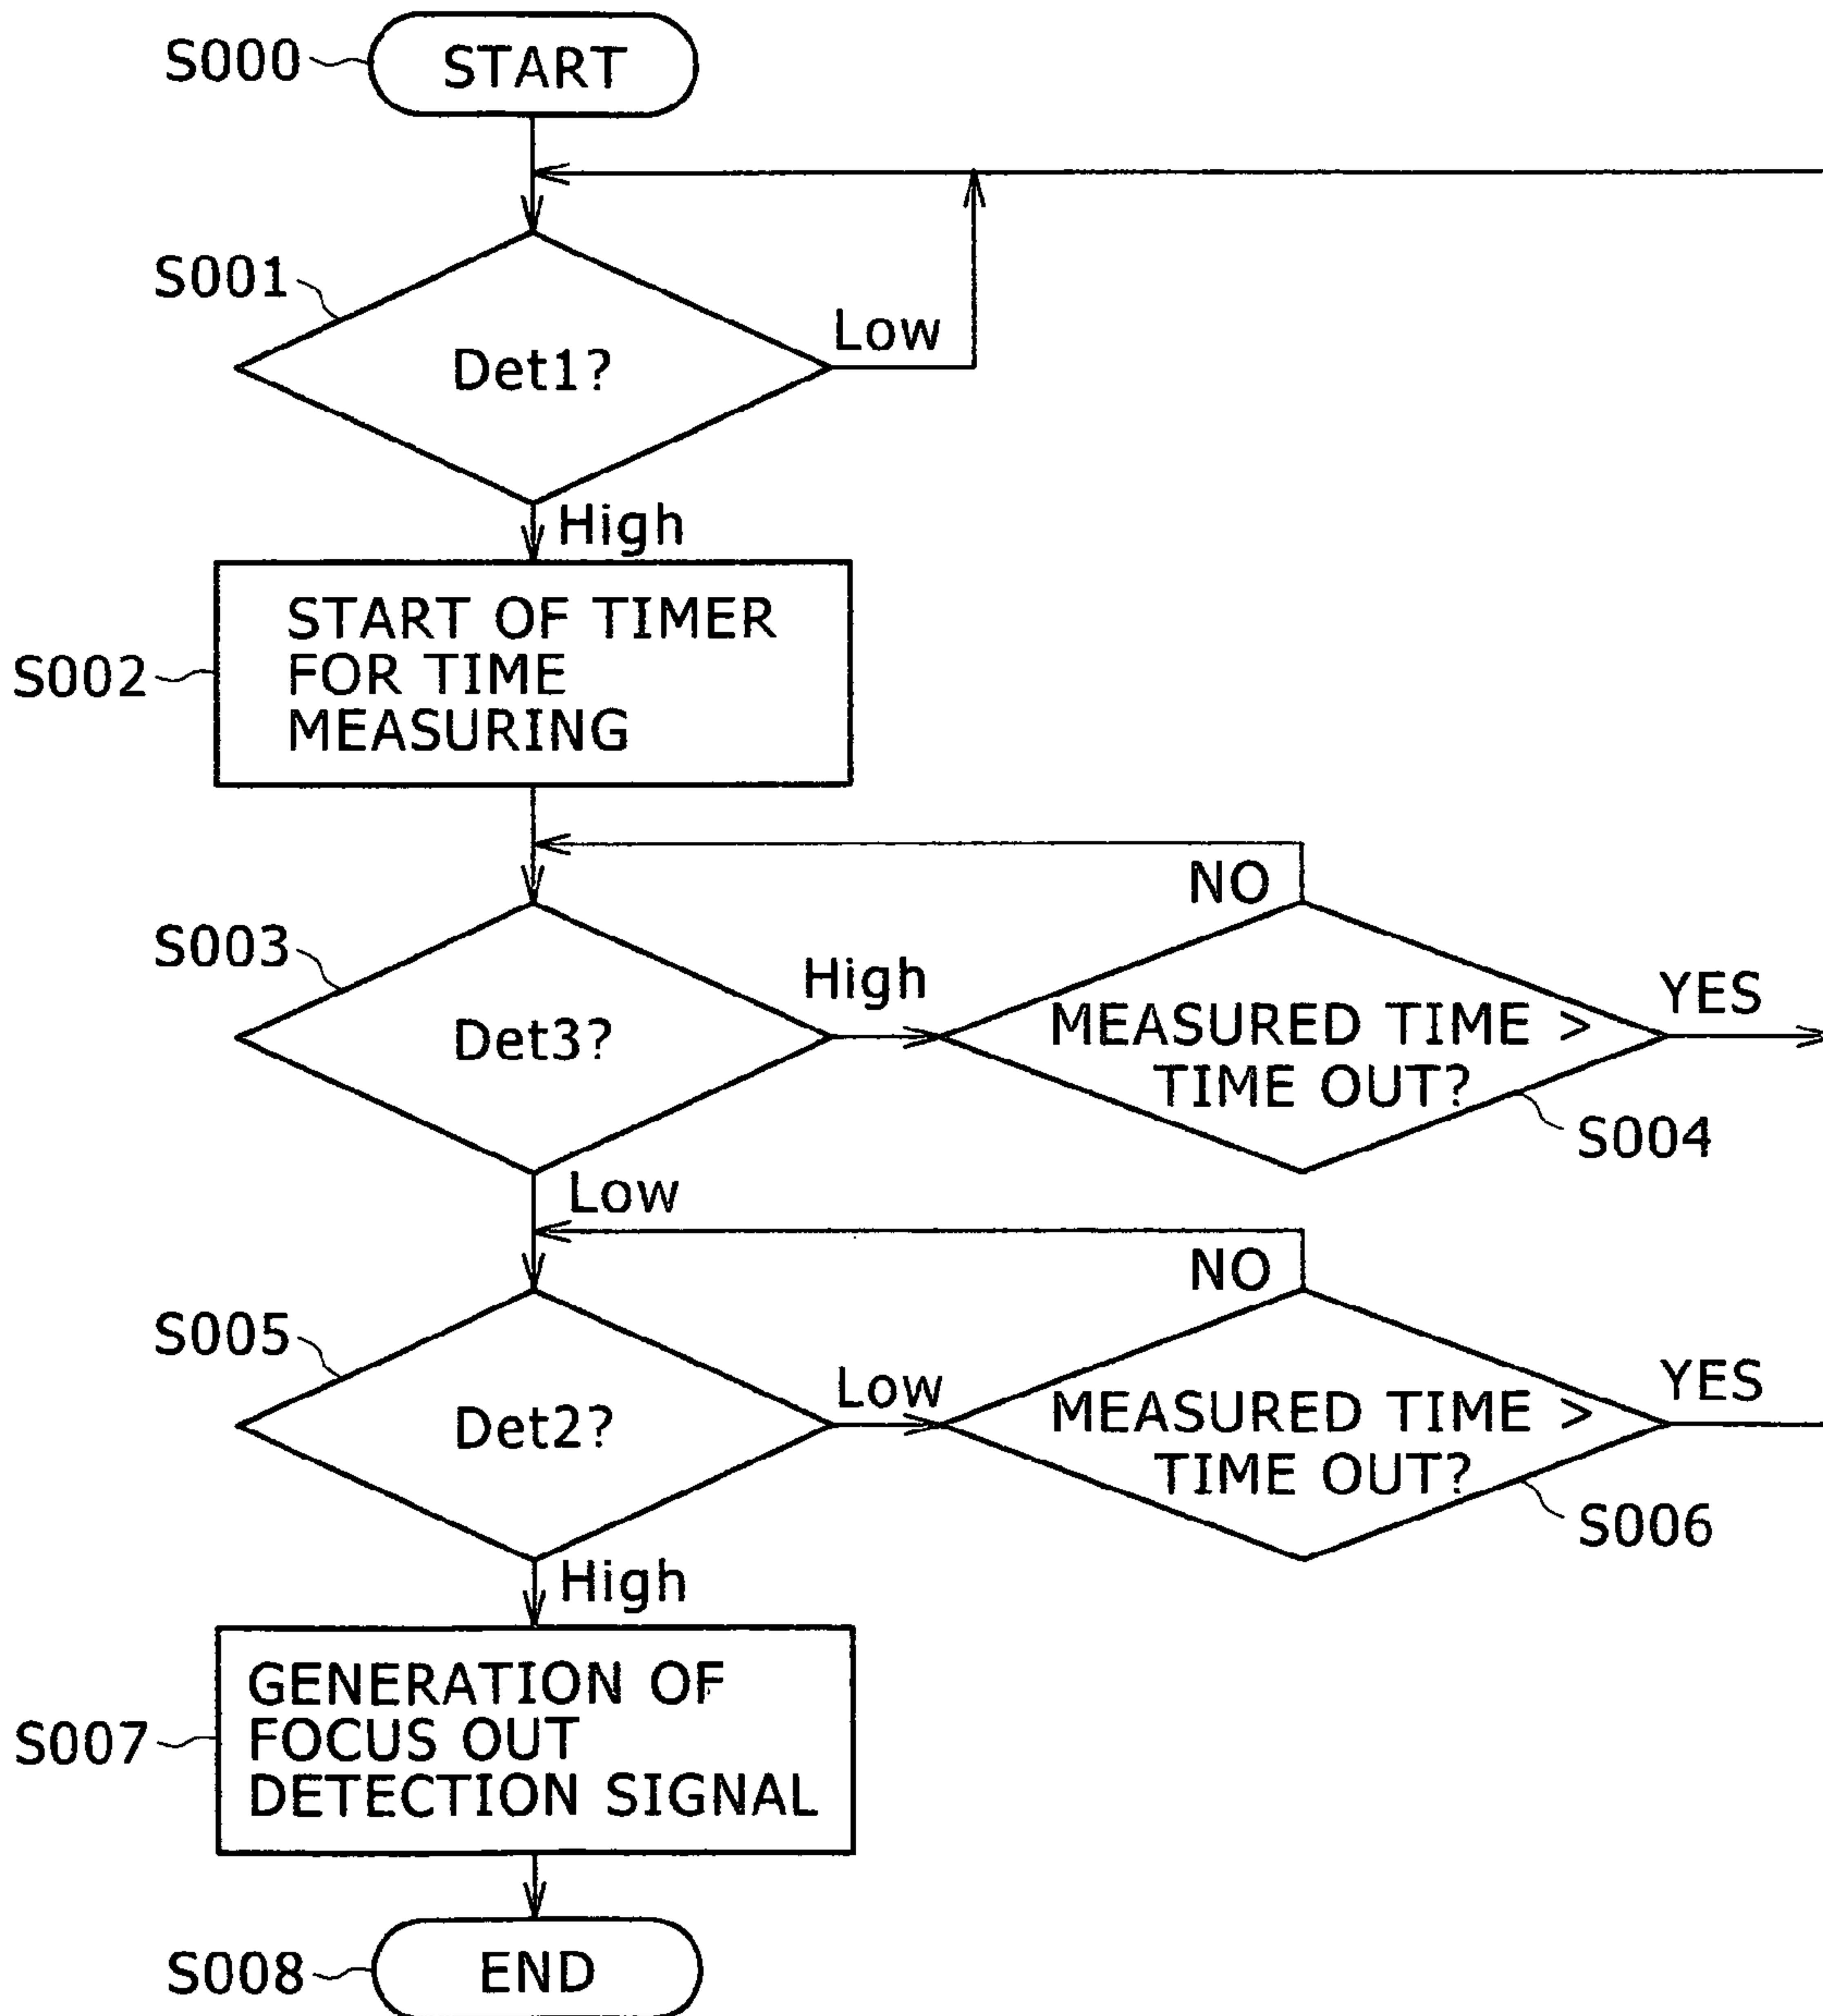 S000
START
S001
Det1?
Low
High
S002
START OF TIMER
FOR TIME
MEASURING
NO
S003
Det3?
High
MEASURED TIME >
TIME OUT?
YES
S004
Low
NO
S005
Det2?
Low
MEASURED TIME >
TIME OUT?
YES
S006
High
S007
GENERATION OF
FOCUS OUT
DETECTION SIGNAL
S008
END